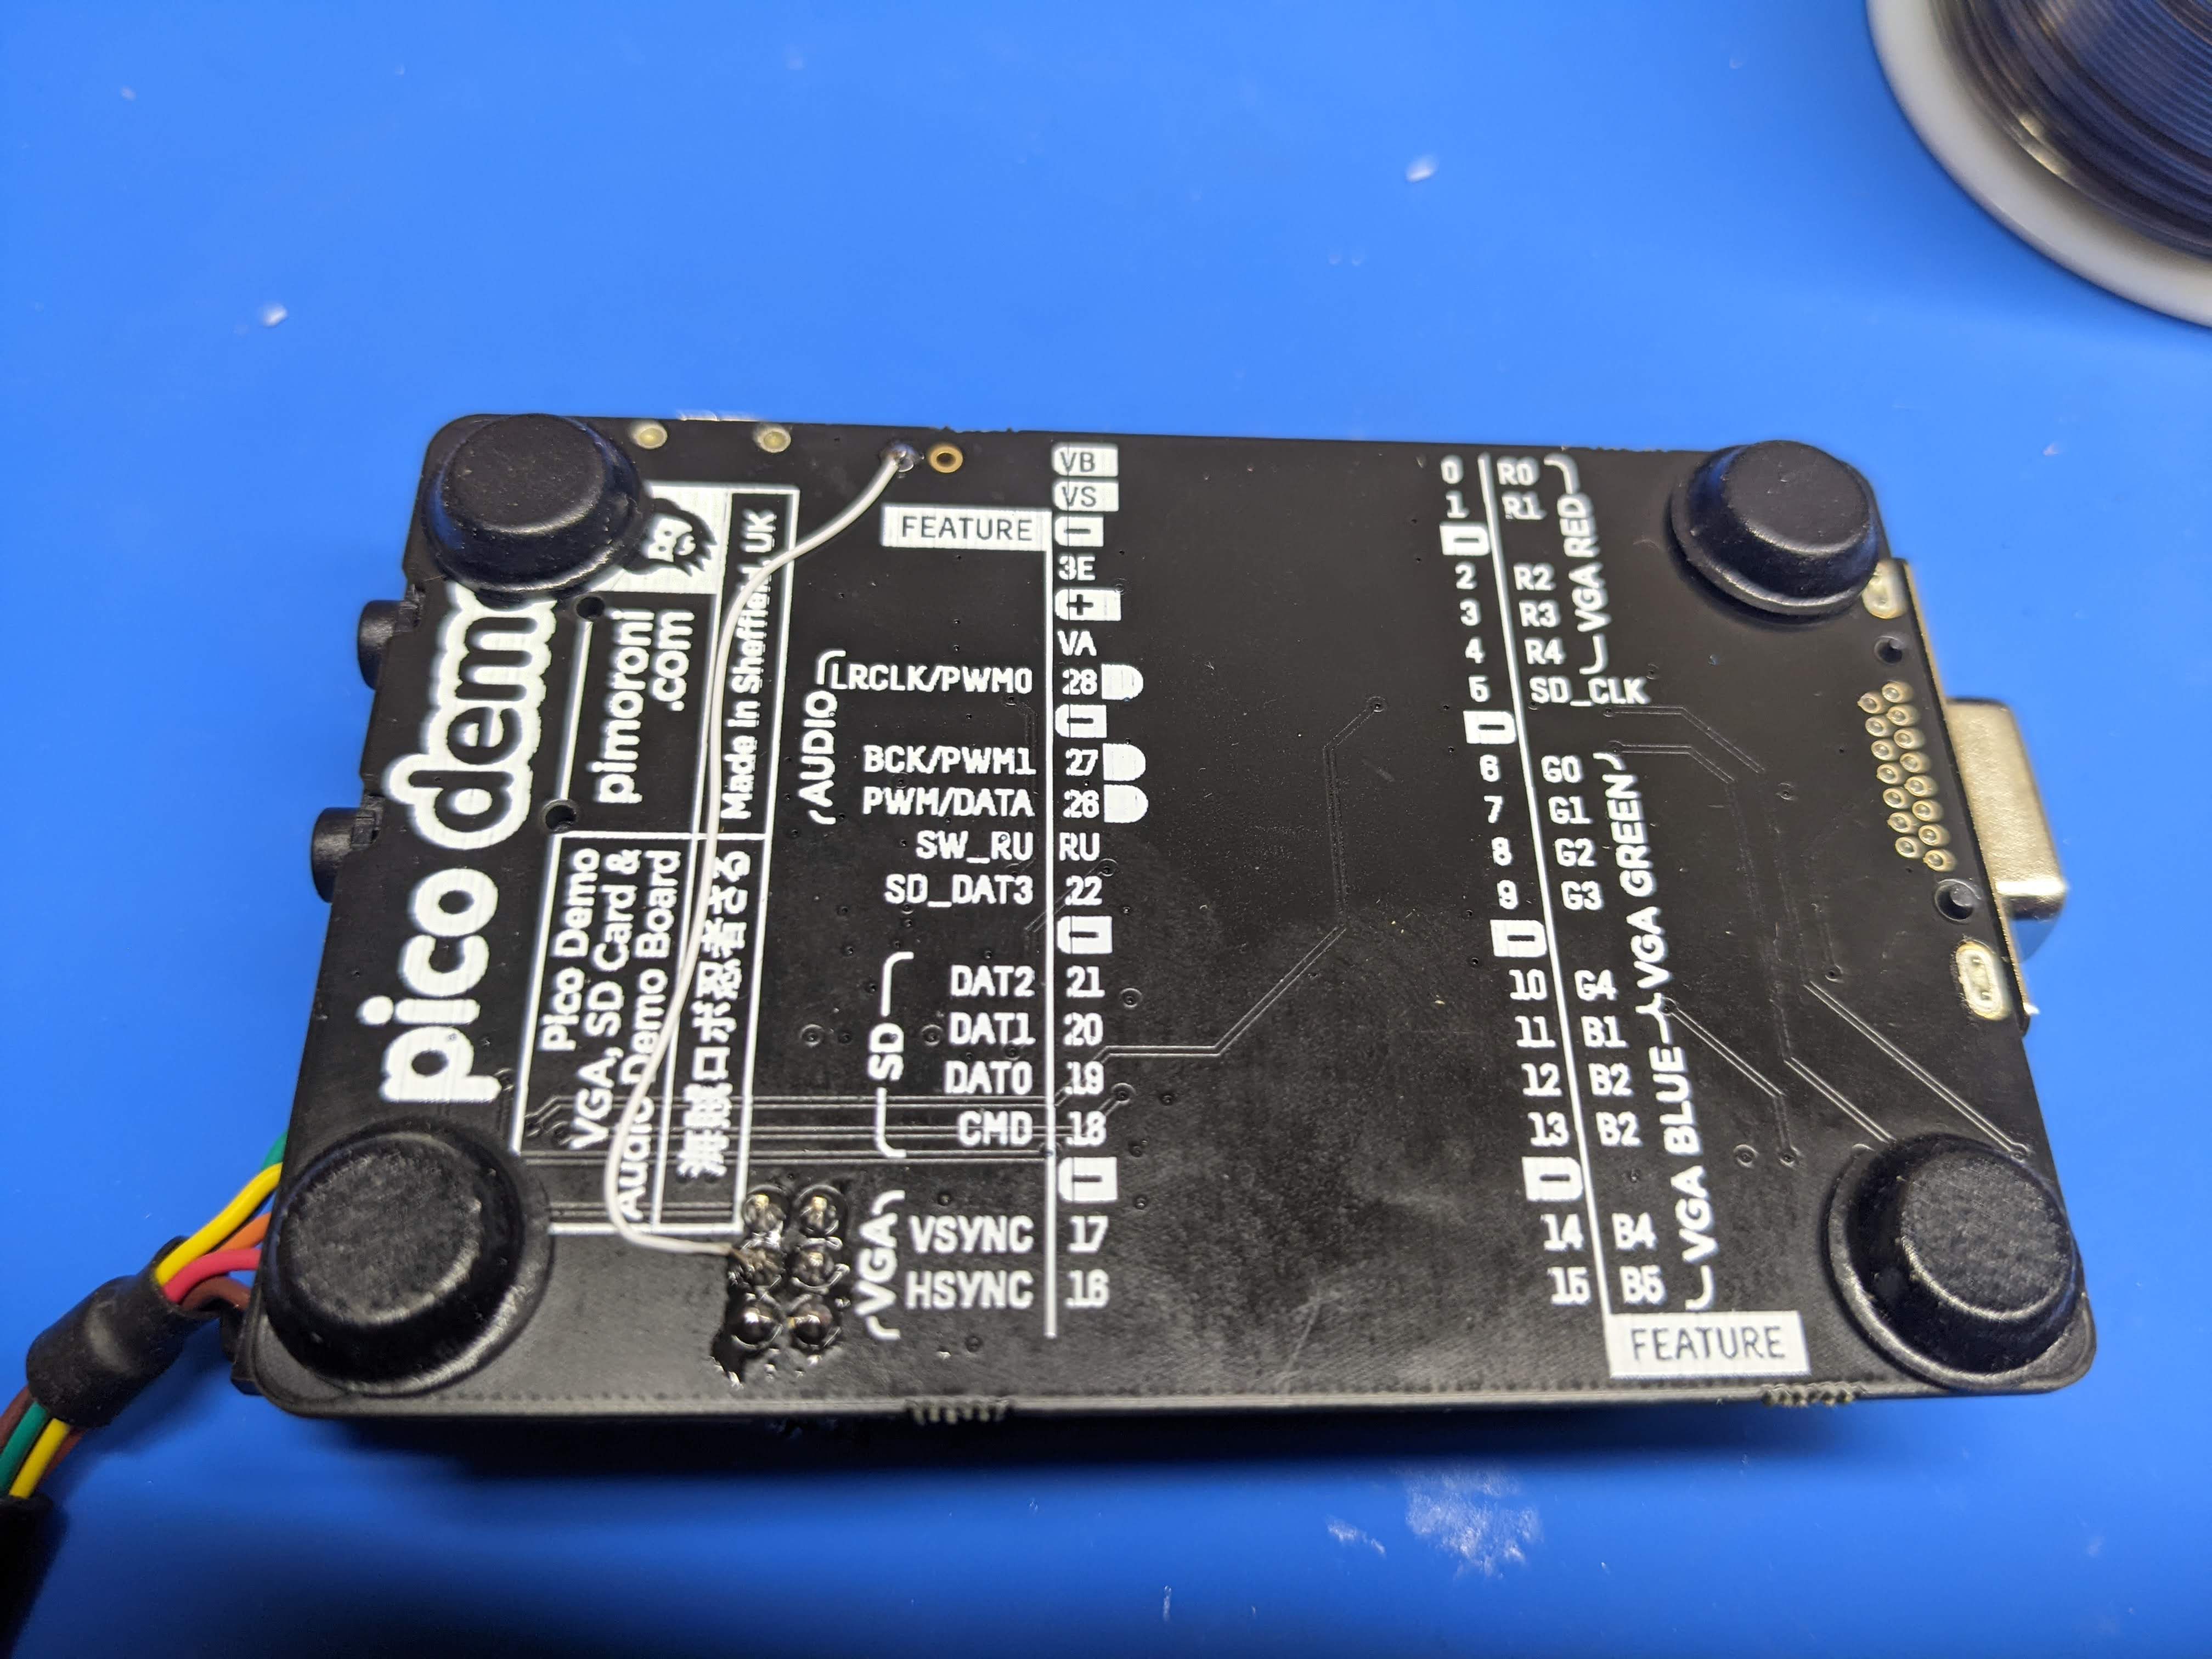 pico dem
pimoroni
.com
Made in Sheffield, UK
Pico Demo
VGA, SD Card &
Audio Demo Board
海賊ロボ忍者さる
FEATURE
VB
VS
3E
VA
AUDIO
LRCLK/PWM0 28
BCK/PWM1 27
PWM/DATA 26
SW_RU RU
SD_DAT3 22
SD
DAT2 21
DAT1 20
DAT0 19
CMD 18
VGA
VSYNC 17
HSYNC 16
0 R0
1 R1
2 R2
3 R3
4 R4
VGA RED
5 SD_CLK
6 G0
7 G1
8 G2
9 G3
10 G4
VGA GREEN
11 B1
12 B2
13 B2
14 B4
15 B5
VGA BLUE
FEATURE